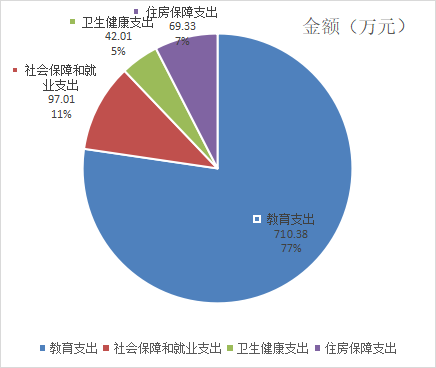 金额（万元）
住房保障支出
69.33
7%
卫生健康支出
42.01
5%
社会保障和就
业支出
97.01
11%
教育支出
710.38
77%
教育支出 社会保障和就业支出 卫生健康支出 住房保障支出